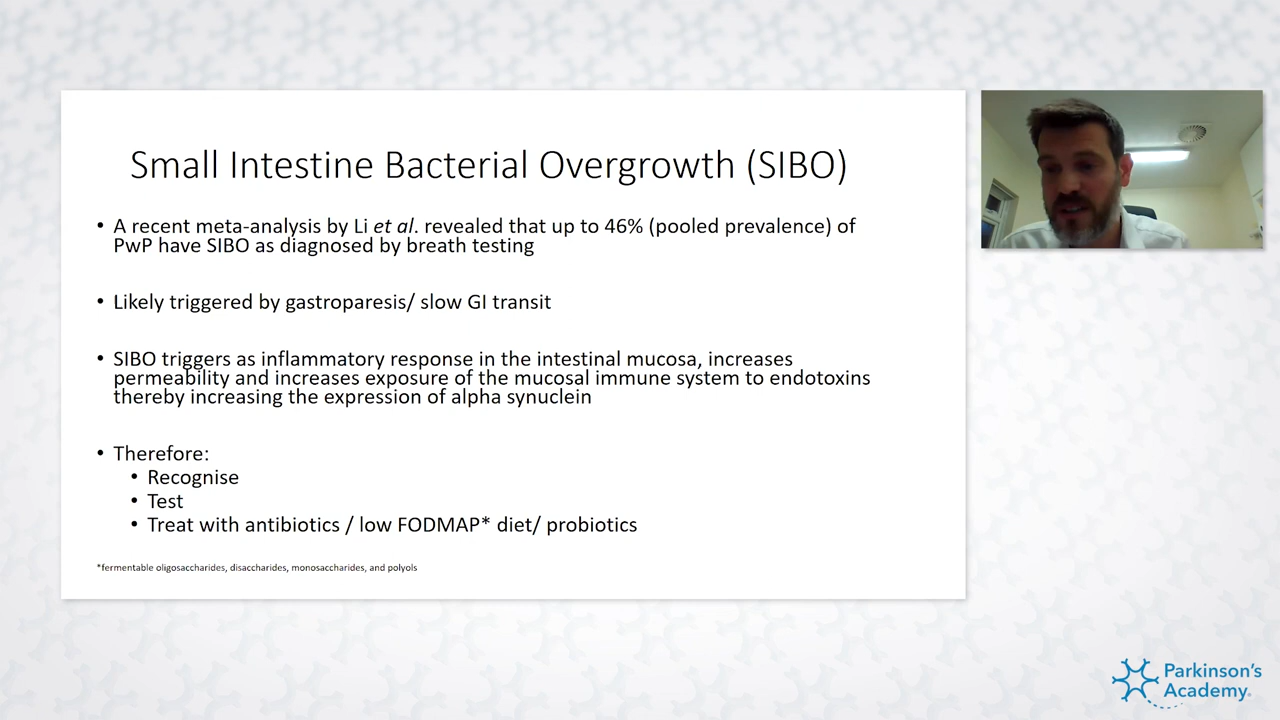 Small Intestine Bacterial Overgrowth (SIBO)
• A recent meta-analysis by Li et al. revealed that up to 46% (pooled prevalence) of
PwP have SIBO as diagnosed by breath testing
• Likely triggered by gastroparesis/ slow GI transit
• SIBO triggers as inflammatory response in the intestinal mucosa, increases
permeability and increases exposure of the mucosal immune system to endotoxins
thereby increasing the expression of alpha synuclein
• Therefore:
• Recognise
• Test
• Treat with antibiotics / low FODMAP* diet/ probiotics
*fermentable oligosaccharides, disaccharides, monosaccharides, and polyols
Parkinson's
Academy